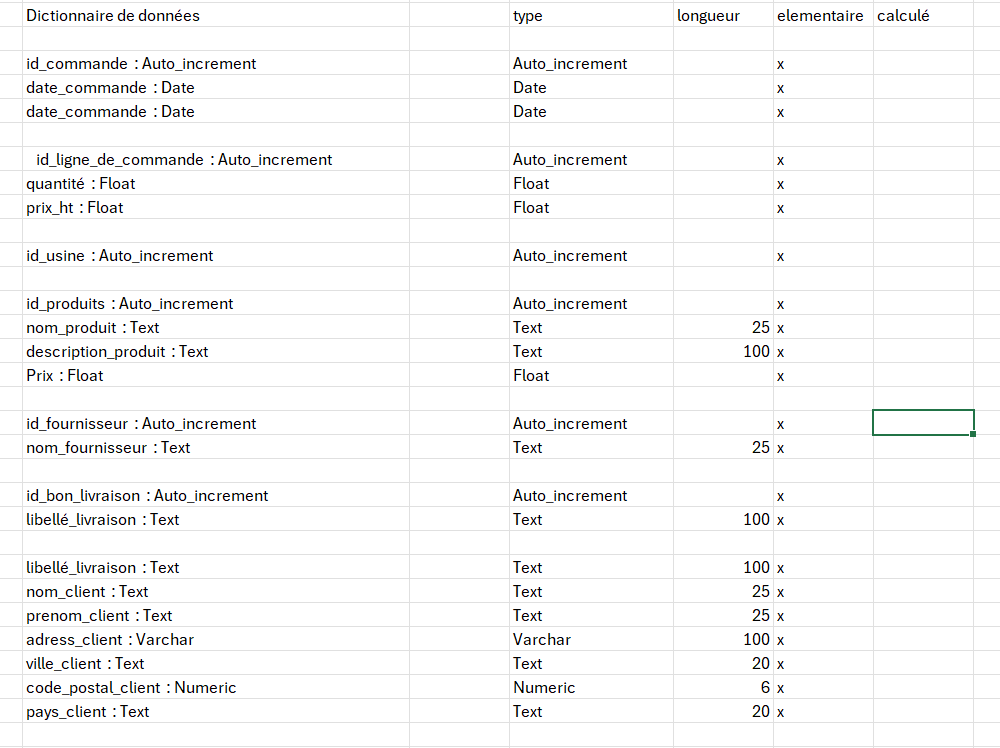 Dictionnaire de données type longueur elementaire calculé
id_commande : Auto_increment Auto_increment x
date_commande : Date Date x
date_commande : Date Date x
id_ligne_de_commande : Auto_increment Auto_increment x
quantité : Float Float x
prix_ht : Float Float x
id_usine : Auto_increment Auto_increment x
id_produits : Auto_increment Auto_increment x
nom_produit : Text Text 25 x
description_produit : Text Text 100 x
Prix : Float Float x
id_fournisseur : Auto_increment Auto_increment x
nom_fournisseur : Text Text 25 x
id_bon_livraison : Auto_increment Auto_increment x
libellé_livraison : Text Text 100 x
libellé_livraison : Text Text 100 x
nom_client : Text Text 25 x
prenom_client : Text Text 25 x
adress_client : Varchar Varchar 100 x
ville_client : Text Text 20 x
code_postal_client : Numeric Numeric 6 x
pays_client : Text Text 20 x